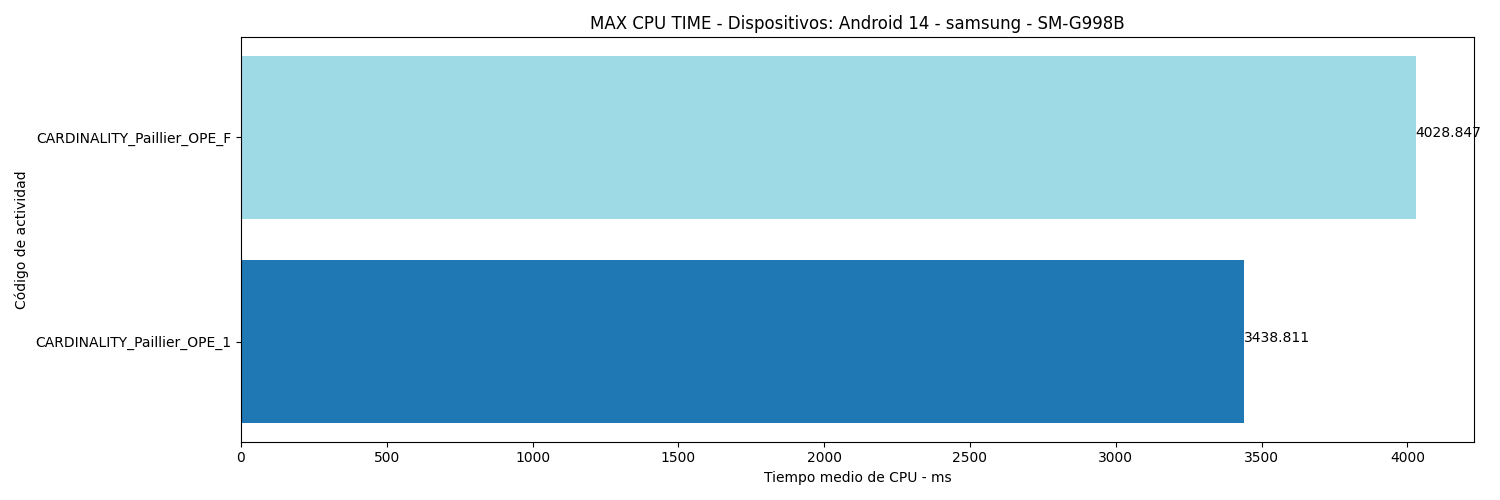 MAX CPU TIME - Dispositivos: Android 14 - samsung - SM-G998B
Código de actividad
CARDINALITY_Paillier_OPE_F
4028.847
CARDINALITY_Paillier_OPE_1
3438.811
0 500 1000 1500 2000 2500 3000 3500 4000
Tiempo medio de CPU - ms